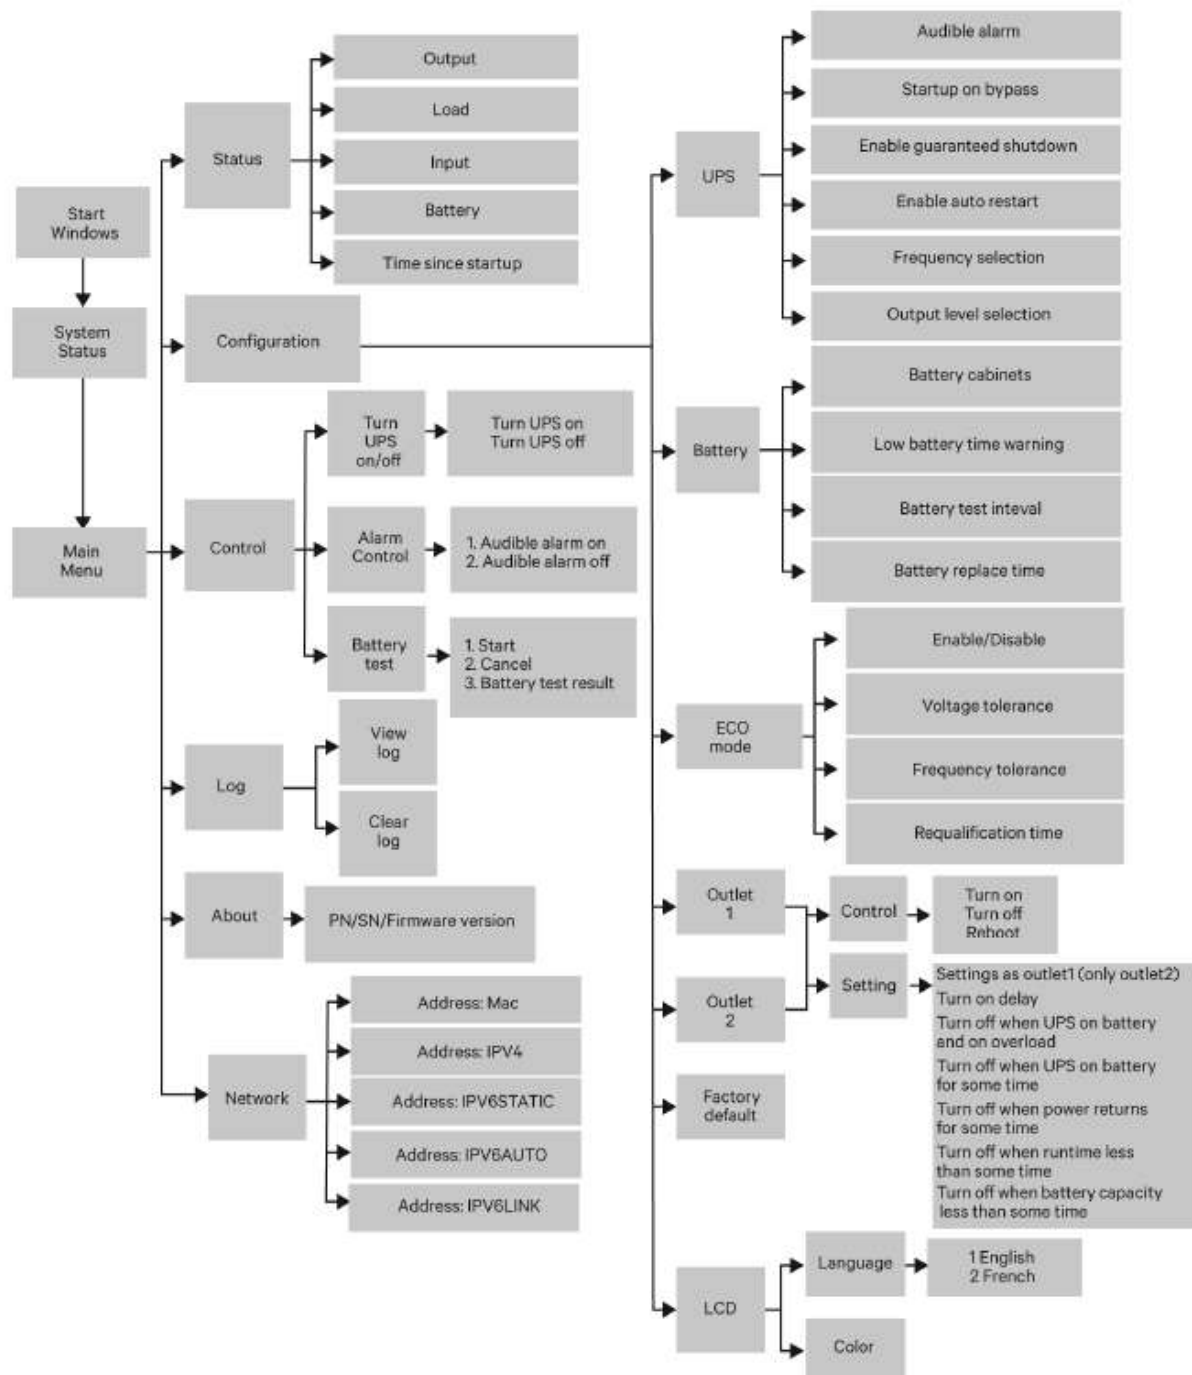 Start
Windows
System
Status
Main
Menu
Status
Output
Load
Input
Battery
Time since startup
Configuration
Control
Turn
UPS
on/off
Turn UPS on
Turn UPS off
Alarm
Control
1. Audible alarm on
2. Audible alarm off
Battery
test
1. Start
2. Cancel
3. Battery test result
Log
View
log
Clear
log
About
PN/SN/Firmware version
Network
Address: Mac
Address: IPV4
Address: IPV6STATIC
Address: IPV6AUTO
Address: IPV6LINK
UPS
Audible alarm
Startup on bypass
Enable guaranteed shutdown
Enable auto restart
Frequency selection
Output level selection
Battery
Battery cabinets
Low battery time warning
Battery test inteval
Battery replace time
ECO
mode
Enable/Disable
Voltage tolerance
Frequency tolerance
Requalification time
Outlet
1
Outlet
2
Control
Turn on
Turn off
Reboot
Setting
Settings as outlet1 (only outlet2)
Turn on delay
Turn off when UPS on battery
and on overload
Turn off when UPS on battery
for some time
Turn off when power returns
for some time
Turn off when runtime less
than some time
Turn off when battery capacity
less than some time
Factory
default
LCD
Language
1 English
2 French
Color